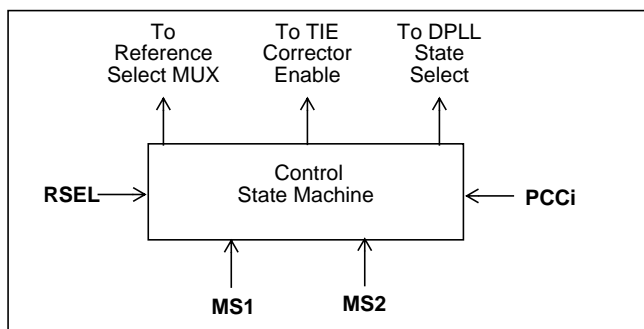 To
Reference
Select MUX
To TIE
Corrector
Enable
To DPLL
State
Select
Control
State Machine
RSEL
PCCi
MS1
MS2